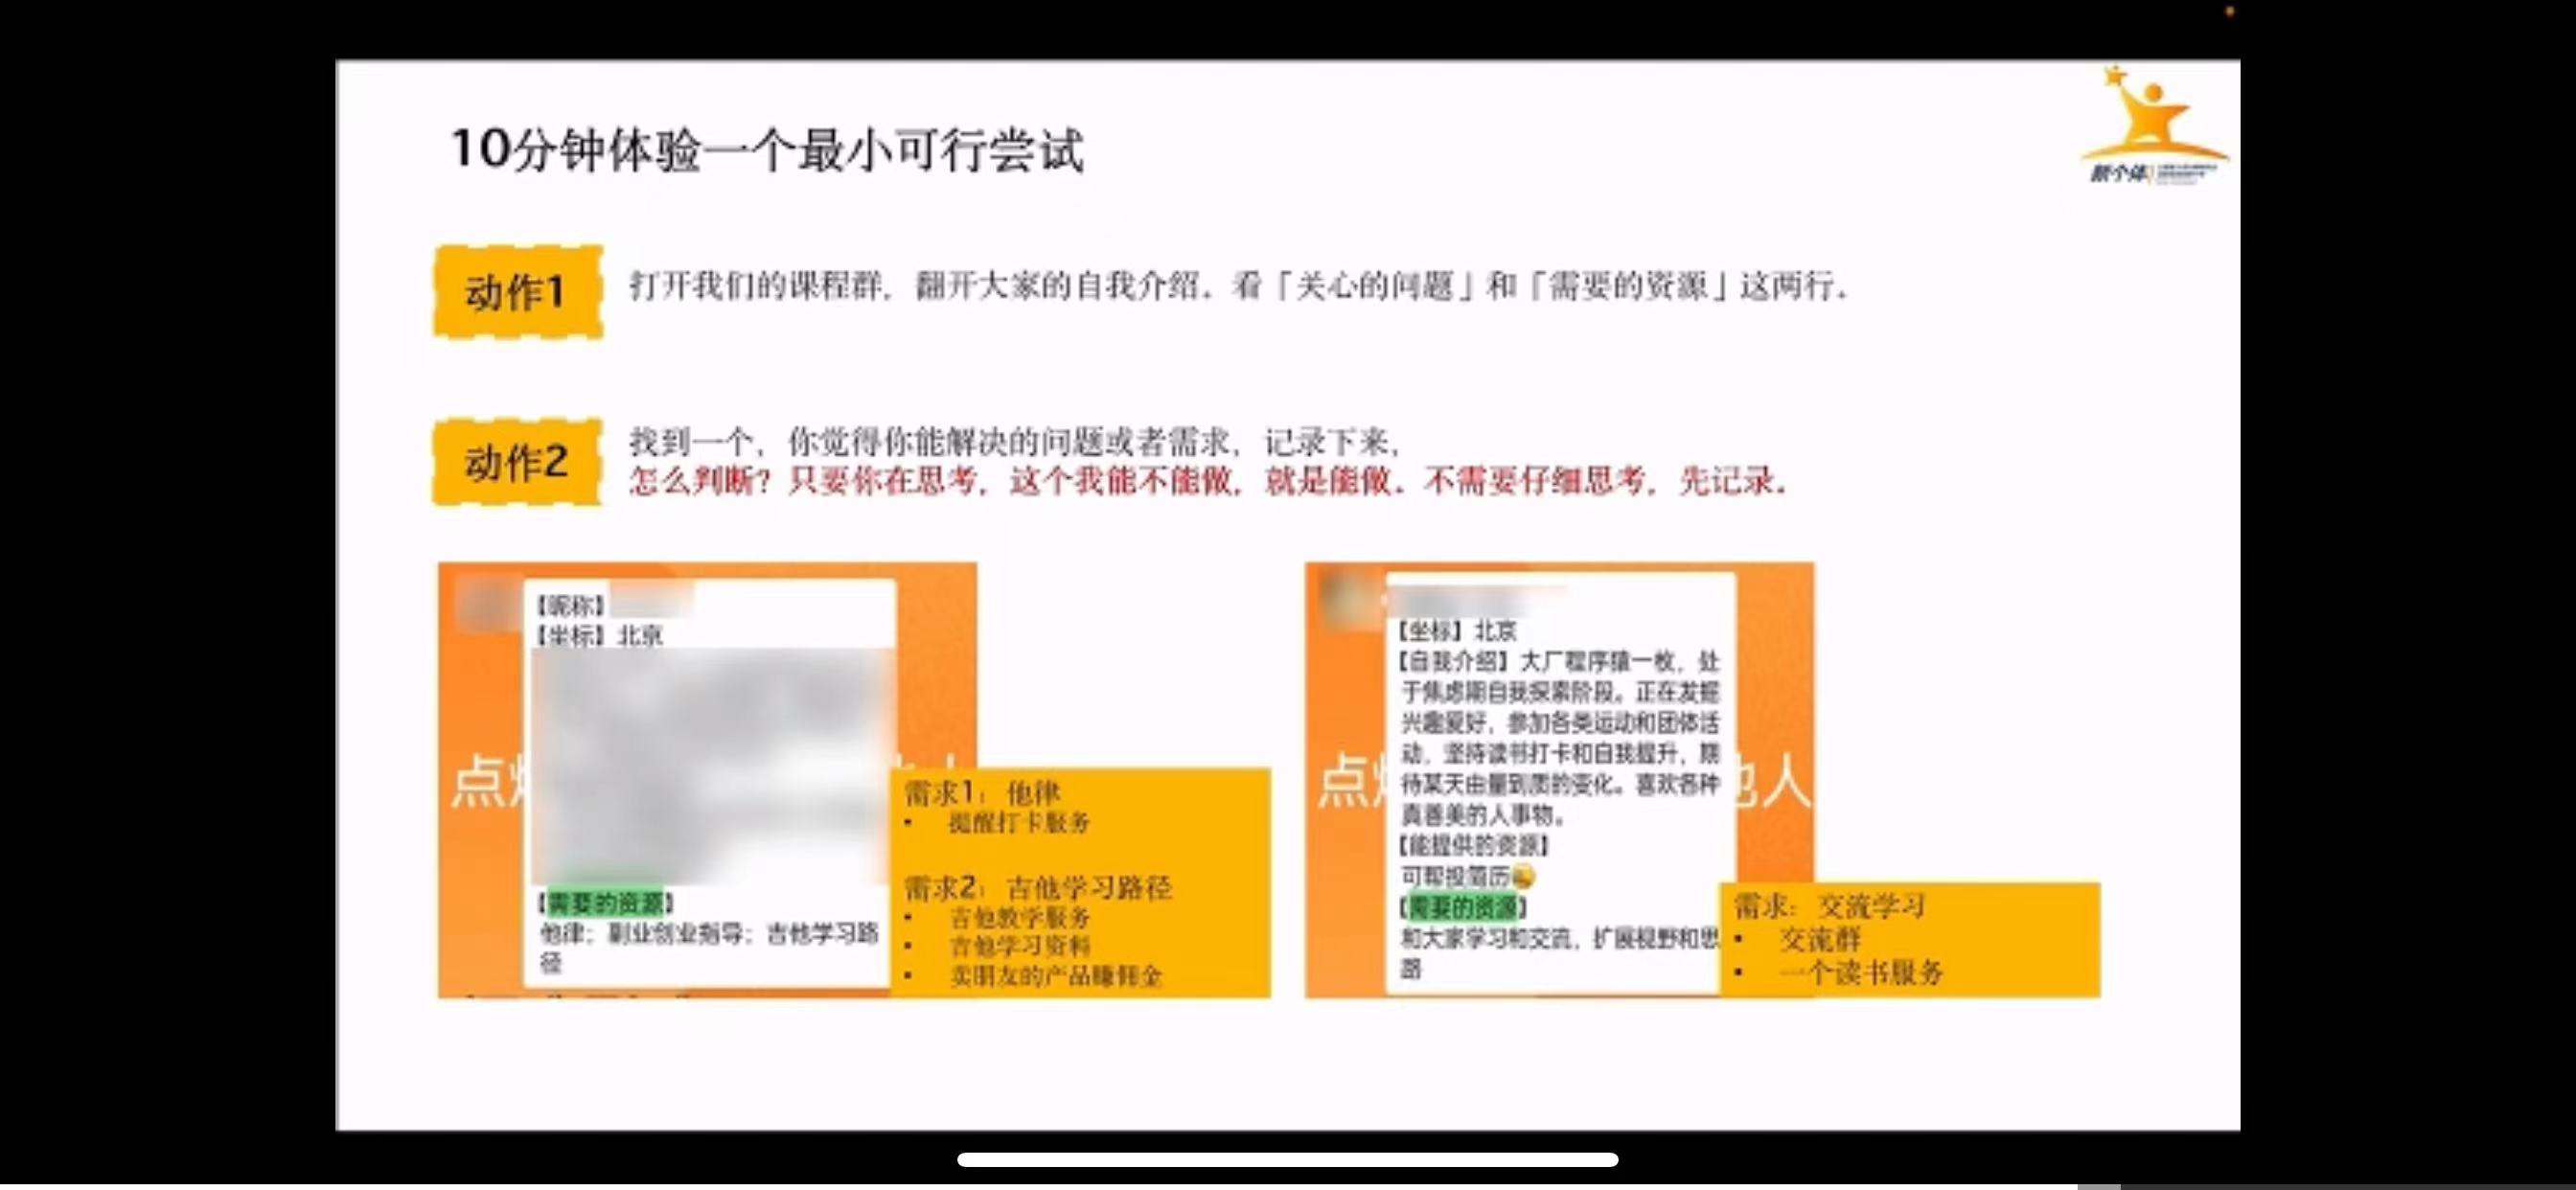 10分钟体验一个最小可行尝试
新个体
动作1
打开我们的课程群，翻开大家的自我介绍。看「关心的问题」和「需要的资源」这两行。
动作2
找到一个，你觉得你能解决的问题或者需求，记录下来，
怎么判断？只要你在思考，这个我能不能做，就是能做。不需要仔细思考，先记录。
【昵称】
【坐标】北京
点
【需要的资源】
他律；副业创业指导；吉他学习路
径
需求1：他律
• 提醒打卡服务
需求2：吉他学习路径
• 吉他教学服务
• 吉他学习资料
• 卖朋友的产品赚佣金
【坐标】北京
【自我介绍】大厂程序猿一枚，处
于焦虑期自我探索阶段。正在发掘
兴趣爱好，参加各类运动和团体活
动，坚持读书打卡和自我提升，期
待某天由量到质的变化。喜欢各种
真善美的人事物。
【能提供的资源】
可帮投简历
【需要的资源】
和大家学习和交流，扩展视野和思
路
点
他人
需求：交流学习
• 交流群
• 一个读书服务